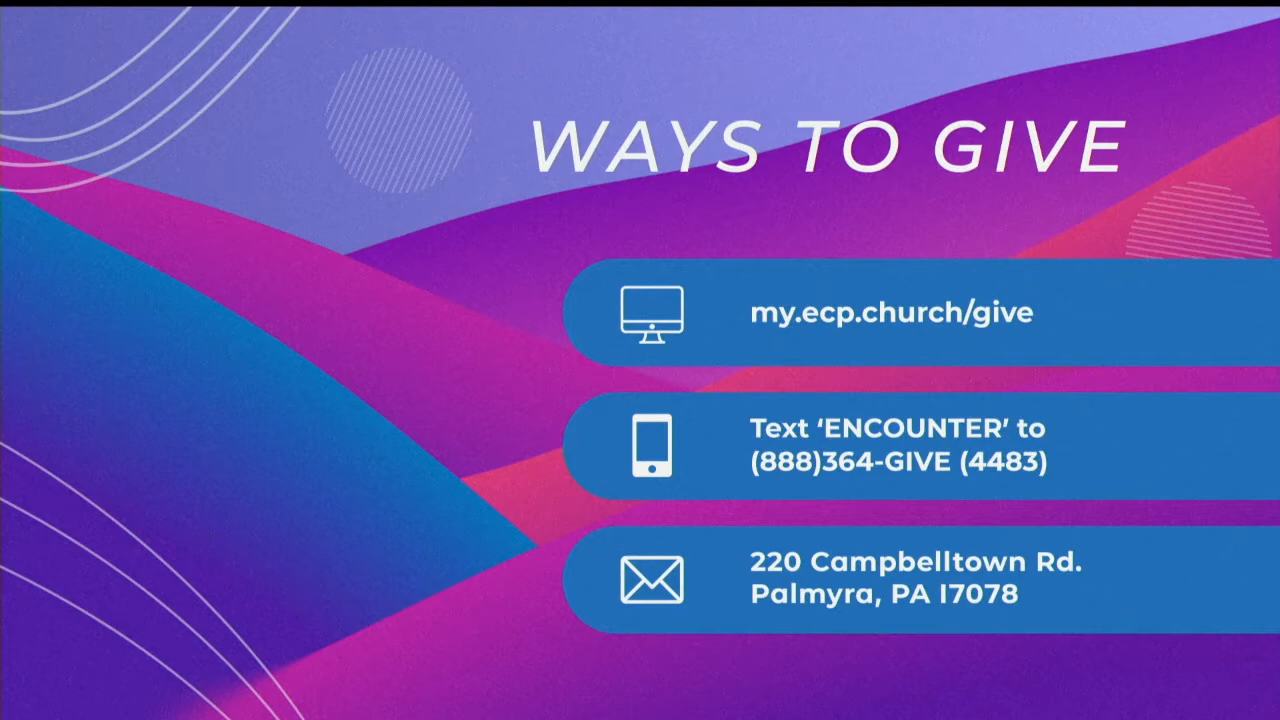 WAYS TO GIVE
my.ecp.church/give
Text ‘ENCOUNTER’ to
(888)364-GIVE (4483)
220 Campbelltown Rd.
Palmyra, PA I7078